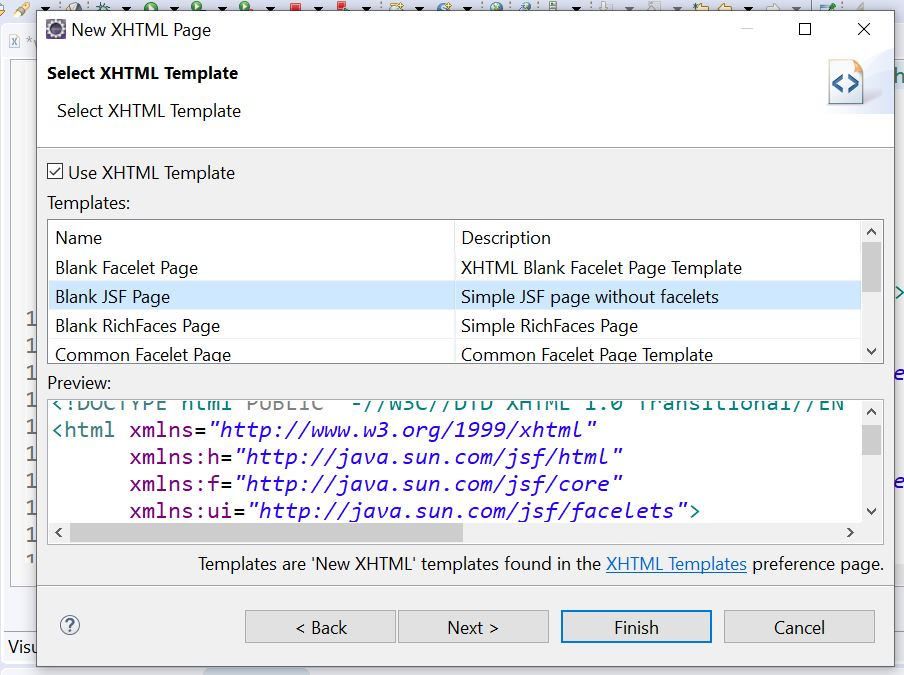 New XHTML Page
Select XHTML Template
Select XHTML Template
Use XHTML Template
Templates:
Name Description
Blank Facelet Page XHTML Blank Facelet Page Template
Blank JSF Page Simple JSF page without facelets
Blank RichFaces Page Simple RichFaces Page
Common Facelet Page Common Facelet Page Template
Preview:
<!DOCTYPE html PUBLIC "-//W3C//DTD XHTML 1.0 Transitional//EN
<html xmlns="http://www.w3.org/1999/xhtml"
xmlns:h="http://java.sun.com/jsf/html"
xmlns:f="http://java.sun.com/jsf/core"
xmlns:ui="http://java.sun.com/jsf/facelets">
Templates are 'New XHTML' templates found in the XHTML Templates preference page.
< Back Next > Finish Cancel